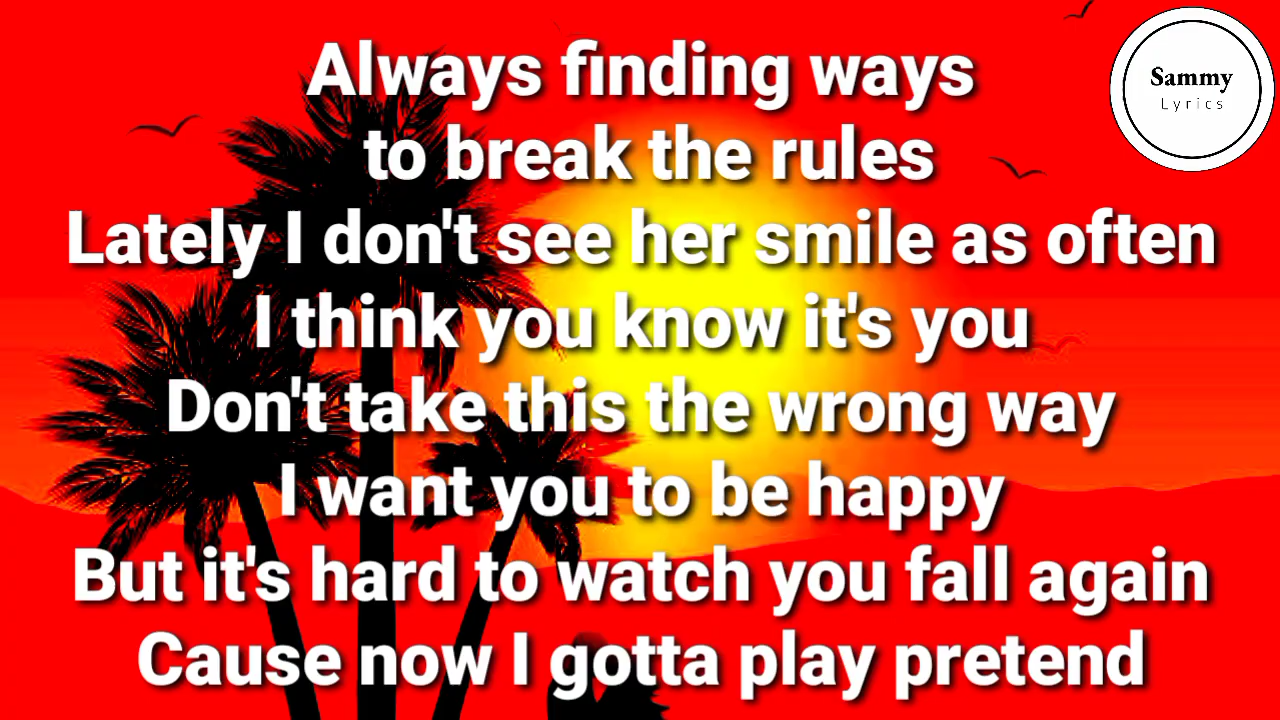 Always finding ways
to break the rules
Lately I don't see her smile as often
I think you know it's you
Don't take this the wrong way
I want you to be happy
But it's hard to watch you fall again
Cause now I gotta play pretend
Sammy
Lyrics